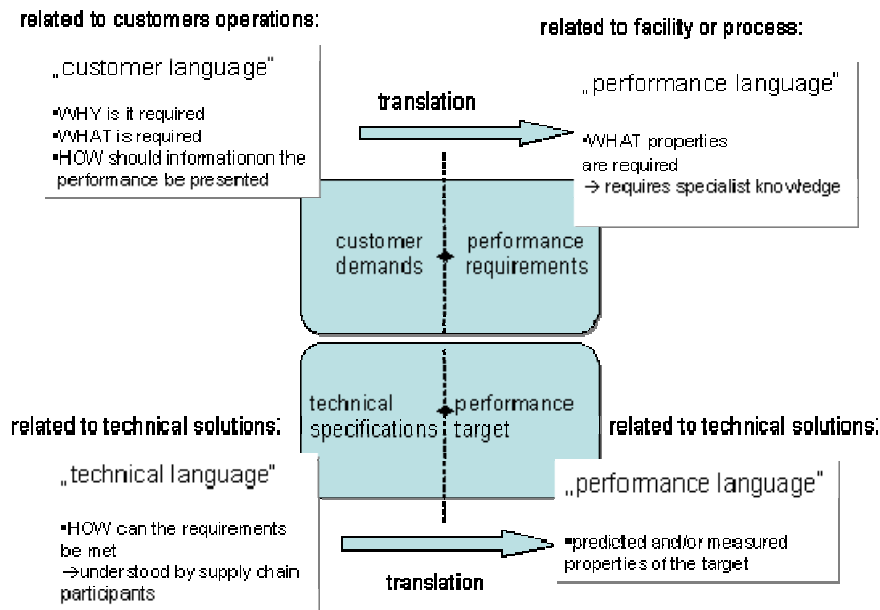 related to customers operations:
„customer language"
▪WHY is it required
▪WHAT is required
▪HOW should informationon the
performance be presented
translation
related to facility or process:
„performance language"
▪WHAT properties
are required
→ requires specialist knowledge
customer
demands
performance
requirements
technical
specifications
performance
target
related to technical solutions:
„technical language"
▪HOW can the requirements
be met
→understood by supply chain
participants
translation
related to technical solutions:
„performance language"
▪predicted and/or measured
properties of the target